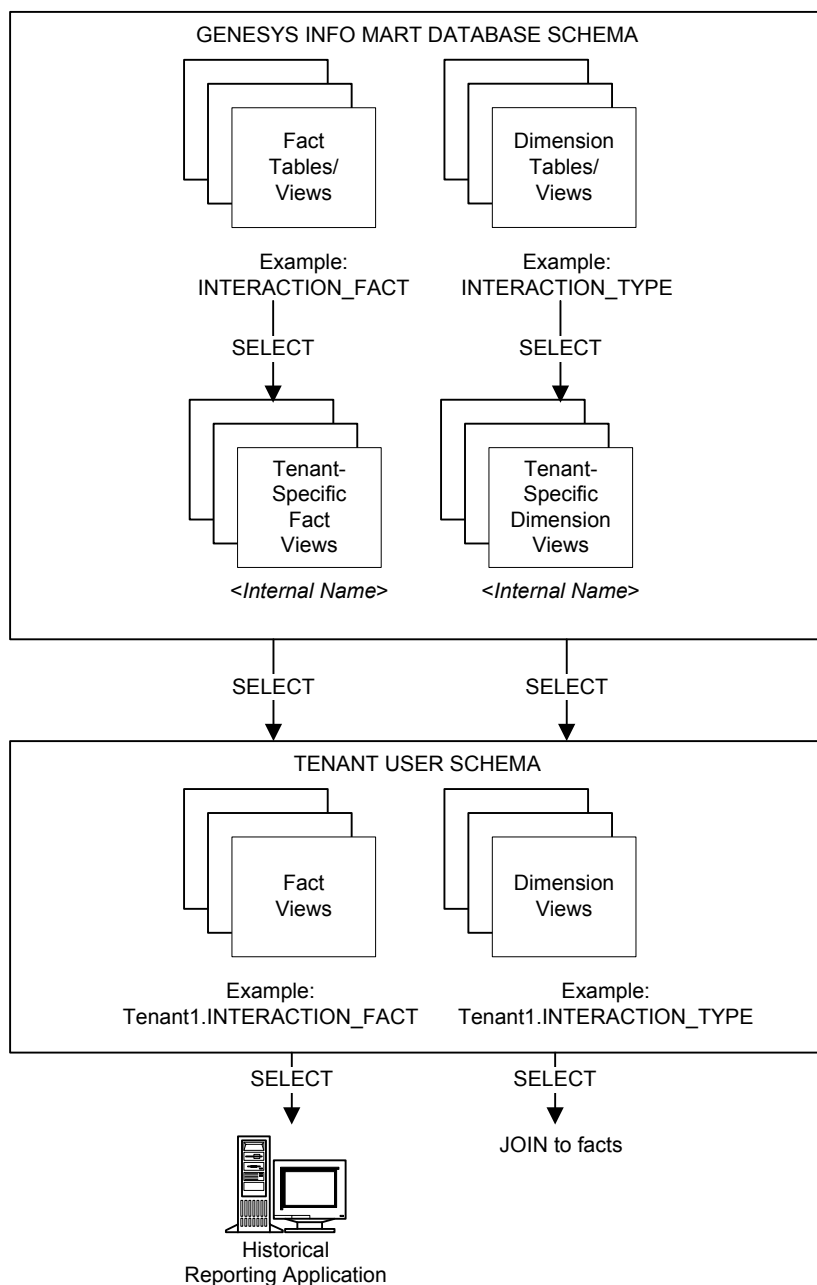 GENESYS INFO MART DATABASE SCHEMA
Fact
Tables/
Views
Dimension
Tables/
Views
Example:
INTERACTION_FACT
Example:
INTERACTION_TYPE
SELECT
SELECT
Tenant-
Specific
Fact
Views
Tenant-
Specific
Dimension
Views
<Internal Name>
<Internal Name>
SELECT
SELECT
TENANT USER SCHEMA
Fact
Views
Dimension
Views
Example:
Tenant1.INTERACTION_FACT
Example:
Tenant1.INTERACTION_TYPE
SELECT
SELECT
JOIN to facts
Historical
Reporting Application